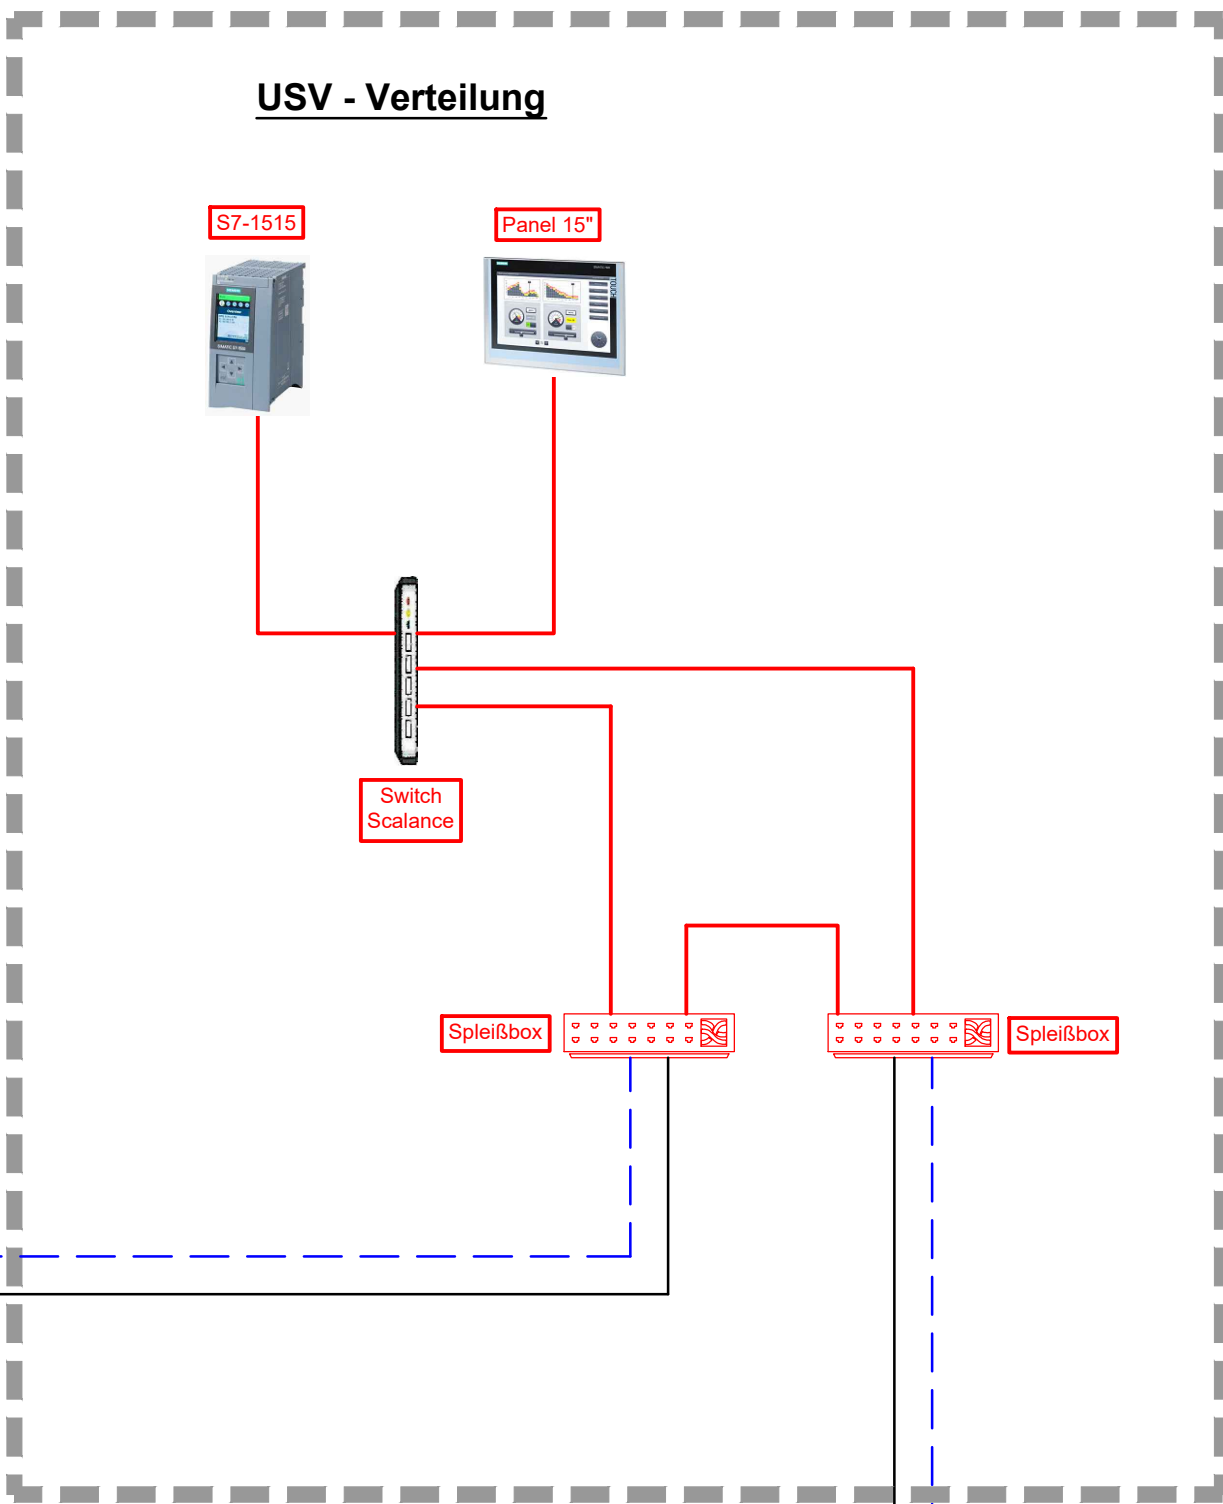 USV - Verteilung
S7-1515
Panel 15"
Switch
Scalance
Spleißbox
Spleißbox